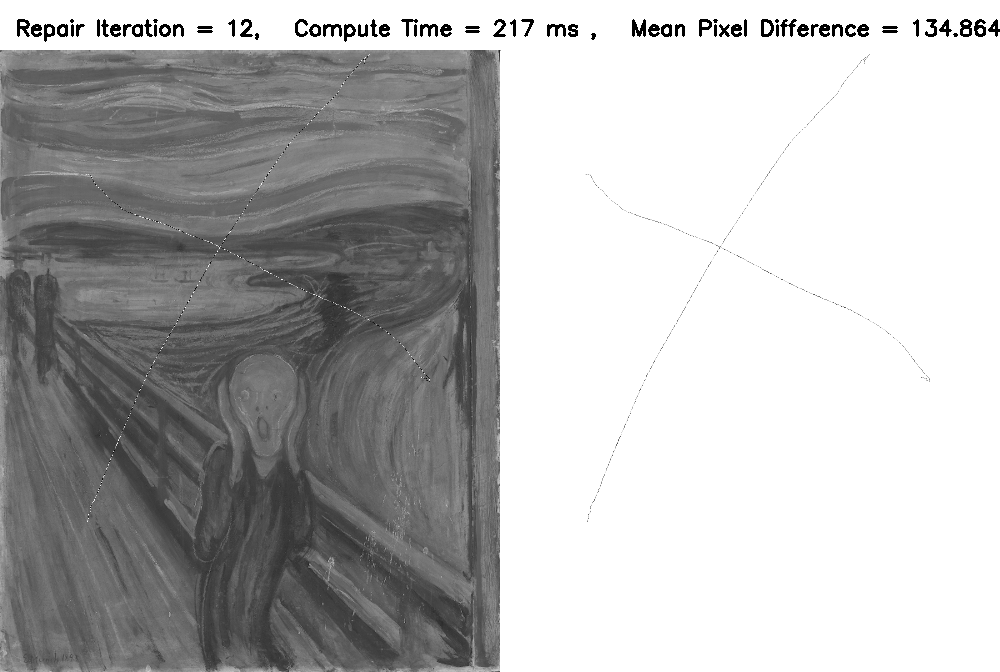 Repair Iteration = 12,   Compute Time = 217 ms ,   Mean Pixel Difference = 134.864